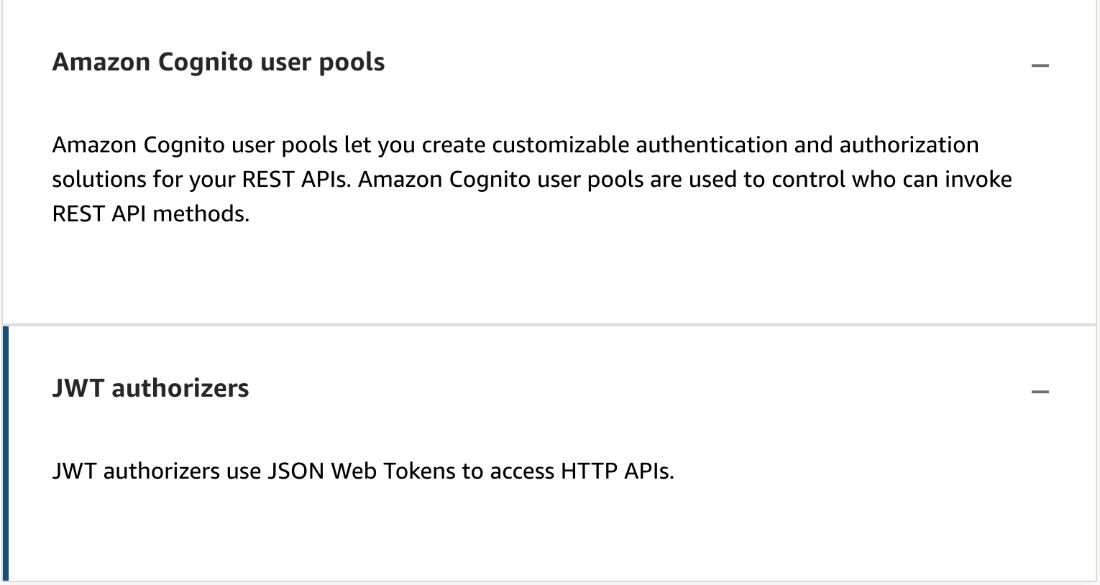 Amazon Cognito user pools
Amazon Cognito user pools let you create customizable authentication and authorization
solutions for your REST APIs. Amazon Cognito user pools are used to control who can invoke
REST API methods.
JWT authorizers
JWT authorizers use JSON Web Tokens to access HTTP APIs.